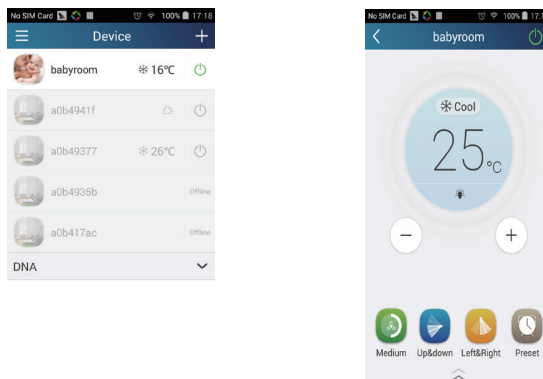 No SIM Card 100% 17:18
Device
babyroom 16°C
a0b4941f
a0b49377 26°C
a0b4935b Offline
a0b417ac Offline
DNA
No SIM Card 100%
babyroom
Cool
25°C
Medium Up&down Left&Right Preset